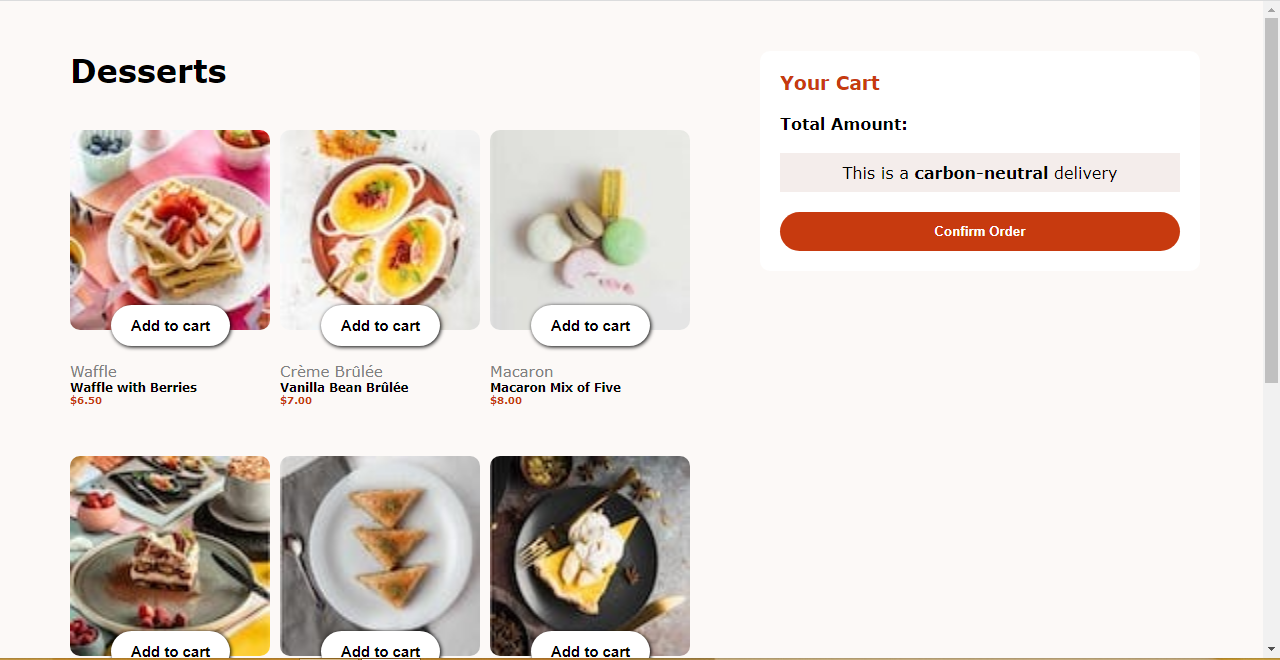 Desserts
Your Cart
Total Amount:
This is a carbon-neutral delivery
Confirm Order
Add to cart
Add to cart
Add to cart
Waffle
Waffle with Berries
$6.50
Crème Brûlée
Vanilla Bean Brûlée
$7.00
Macaron
Macaron Mix of Five
$8.00
Add to cart
Add to cart
Add to cart